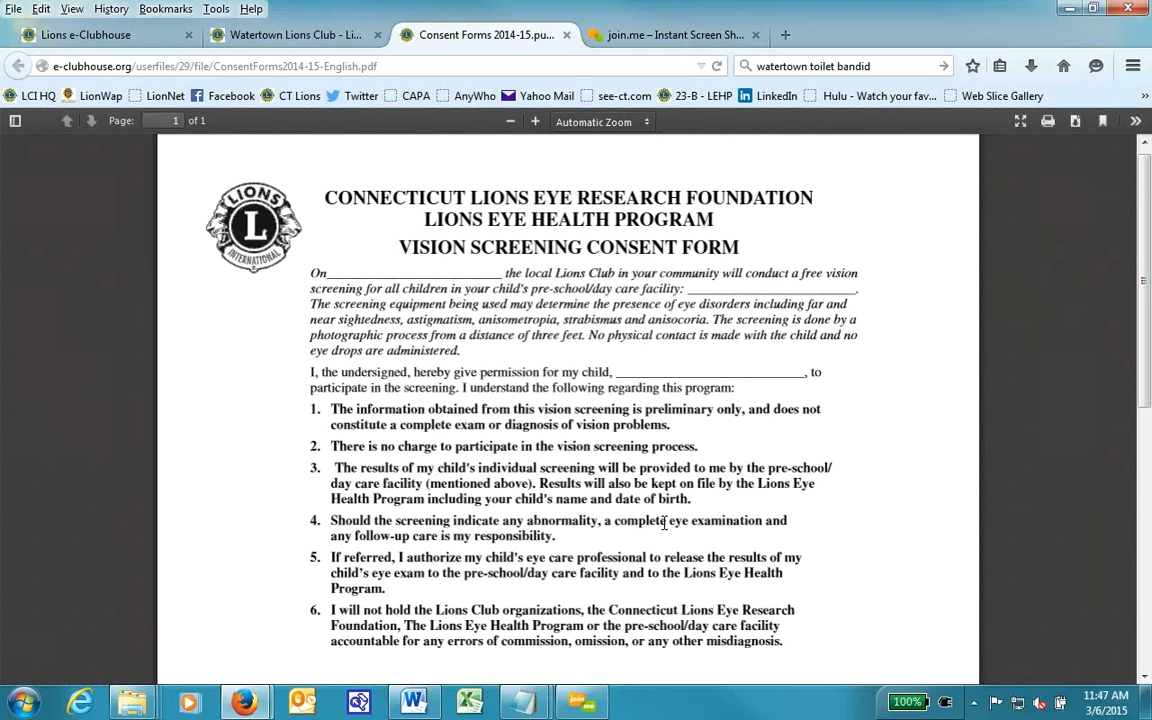 File Edit View History Bookmarks Tools Help
Lions e-Clubhouse
Watertown Lions Club - Li...
Consent Forms 2014-15.pu...
join.me – Instant Screen Sh...
e-clubhouse.org/userfiles/29/file/ConsentForms2014-15-English.pdf
watertown toilet bandid
LCI HQ LionWap LionNet Facebook CT Lions Twitter CAPA AnyWho Yahoo Mail see-ct.com 23-B - LEHP LinkedIn Hulu - Watch your fav... Web Slice Gallery
Page: 1 of 1 Automatic Zoom
LIONS
L
INTERNATIONAL
CONNECTICUT LIONS EYE RESEARCH FOUNDATION
LIONS EYE HEALTH PROGRAM
VISION SCREENING CONSENT FORM
On______________________ the local Lions Club in your community will conduct a free vision
screening for all children in your child's pre-school/day care facility: ______________________.
The screening equipment being used may determine the presence of eye disorders including far and
near sightedness, astigmatism, anisometropia, strabismus and anisocoria. The screening is done by a
photographic process from a distance of three feet. No physical contact is made with the child and no
eye drops are administered.
I, the undersigned, hereby give permission for my child, _________________________, to
participate in the screening. I understand the following regarding this program:
1. The information obtained from this vision screening is preliminary only, and does not
constitute a complete exam or diagnosis of vision problems.
2. There is no charge to participate in the vision screening process.
3. The results of my child's individual screening will be provided to me by the pre-school/
day care facility (mentioned above). Results will also be kept on file by the Lions Eye
Health Program including your child's name and date of birth.
4. Should the screening indicate any abnormality, a complete eye examination and
any follow-up care is my responsibility.
5. If referred, I authorize my child's eye care professional to release the results of my
child's eye exam to the pre-school/day care facility and to the Lions Eye Health
Program.
6. I will not hold the Lions Club organizations, the Connecticut Lions Eye Research
Foundation, The Lions Eye Health Program or the pre-school/day care facility
accountable for any errors of commission, omission, or any other misdiagnosis.
100%
11:47 AM
3/6/2015